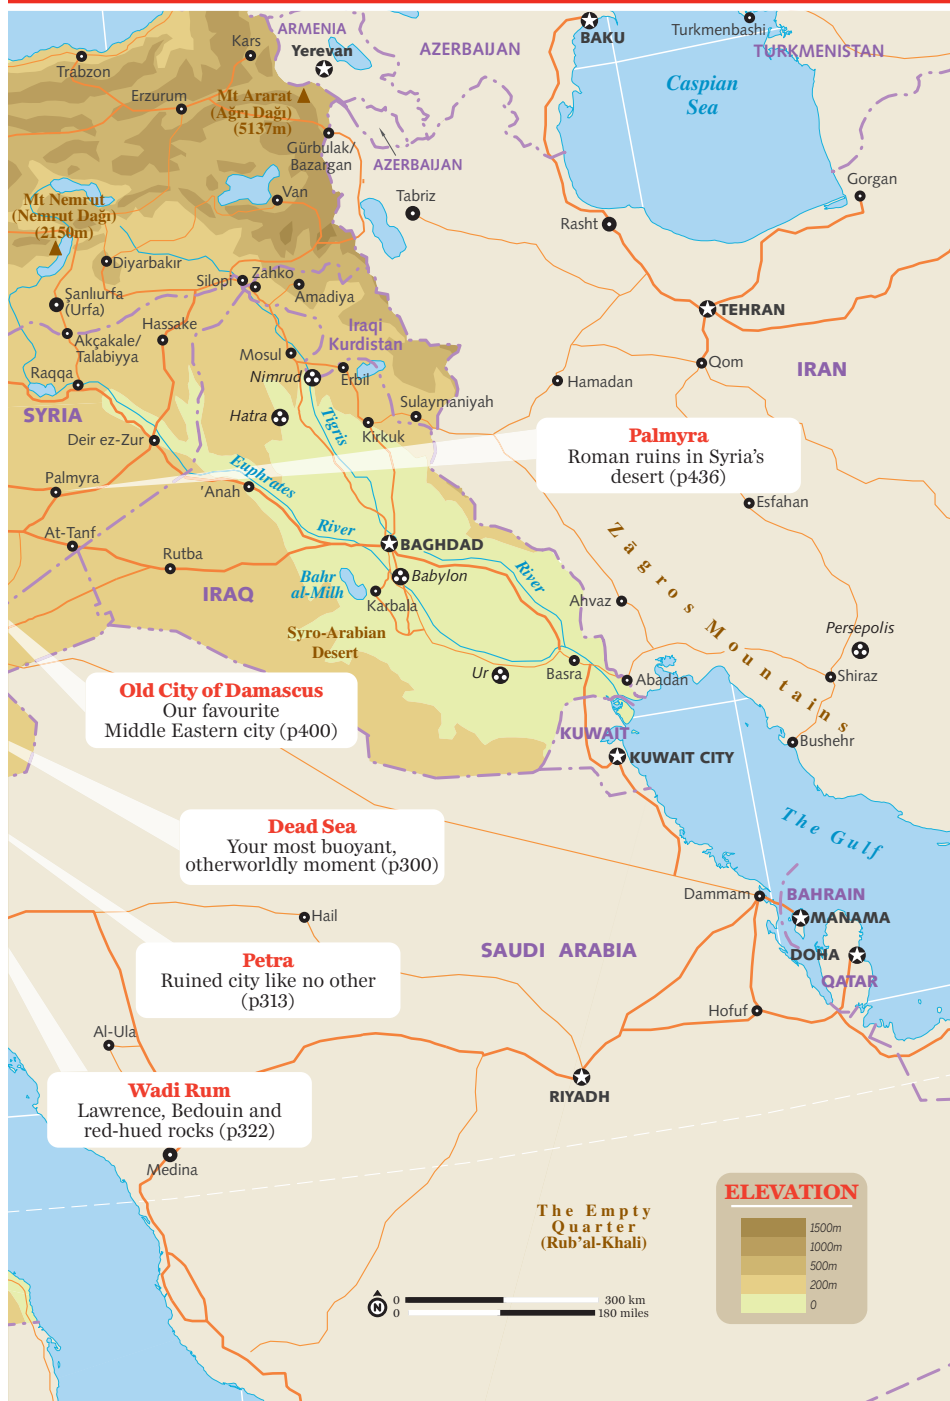 ARMENIA
Kars
Yerevan
AZERBAIJAN
BAKU
Turkmenbashi
TURKMENISTAN
Trabzon
Caspian
Sea
Erzurum
Mt Ararat
(Ağrı Dağı)
(5137m)
Gürbulak/
Bazargan
AZERBAIJAN
Gorgan
Van
Tabriz
Mt Nemrut
(Nemrut Dağı)
(2150m)
Rasht
Diyarbakır
Silopi
Zahko
Amadiya
Şanlıurfa
(Urfa)
TEHRAN
Hassake
Akçakale/
Talabiyya
Iraqi
Kurdistan
Mosul
Qom
IRAN
Raqqa
Nimrud
Erbil
Hamadan
SYRIA
Hatra
Tigris
Sulaymaniyah
Kirkuk
Deir ez-Zur
Palmyra
Roman ruins in Syria’s
desert (p436)
Palmyra
Euphrates
'Anah
Esfahan
At-Tanf
River
BAGHDAD
Rutba
River
Bahr
al-Milh
Babylon
IRAQ
Karbala
Ahvaz
Zagros Mountains
Syro-Arabian
Desert
Persepolis
Ur
Basra
Abadan
Shiraz
Old City of Damascus
Our favourite
Middle Eastern city (p400)
KUWAIT
Bushehr
KUWAIT CITY
Dead Sea
Your most buoyant,
otherworldly moment (p300)
The Gulf
Dammam
BAHRAIN
Hail
MANAMA
SAUDI ARABIA
DOHA
Petra
Ruined city like no other
(p313)
QATAR
Hofuf
Al-Ula
Wadi Rum
Lawrence, Bedouin and
red-hued rocks (p322)
RIYADH
Medina
ELEVATION
1500m
1000m
500m
200m
0
The Empty
Quarter
(Rub'al-Khali)
N
0 300 km
0 180 miles